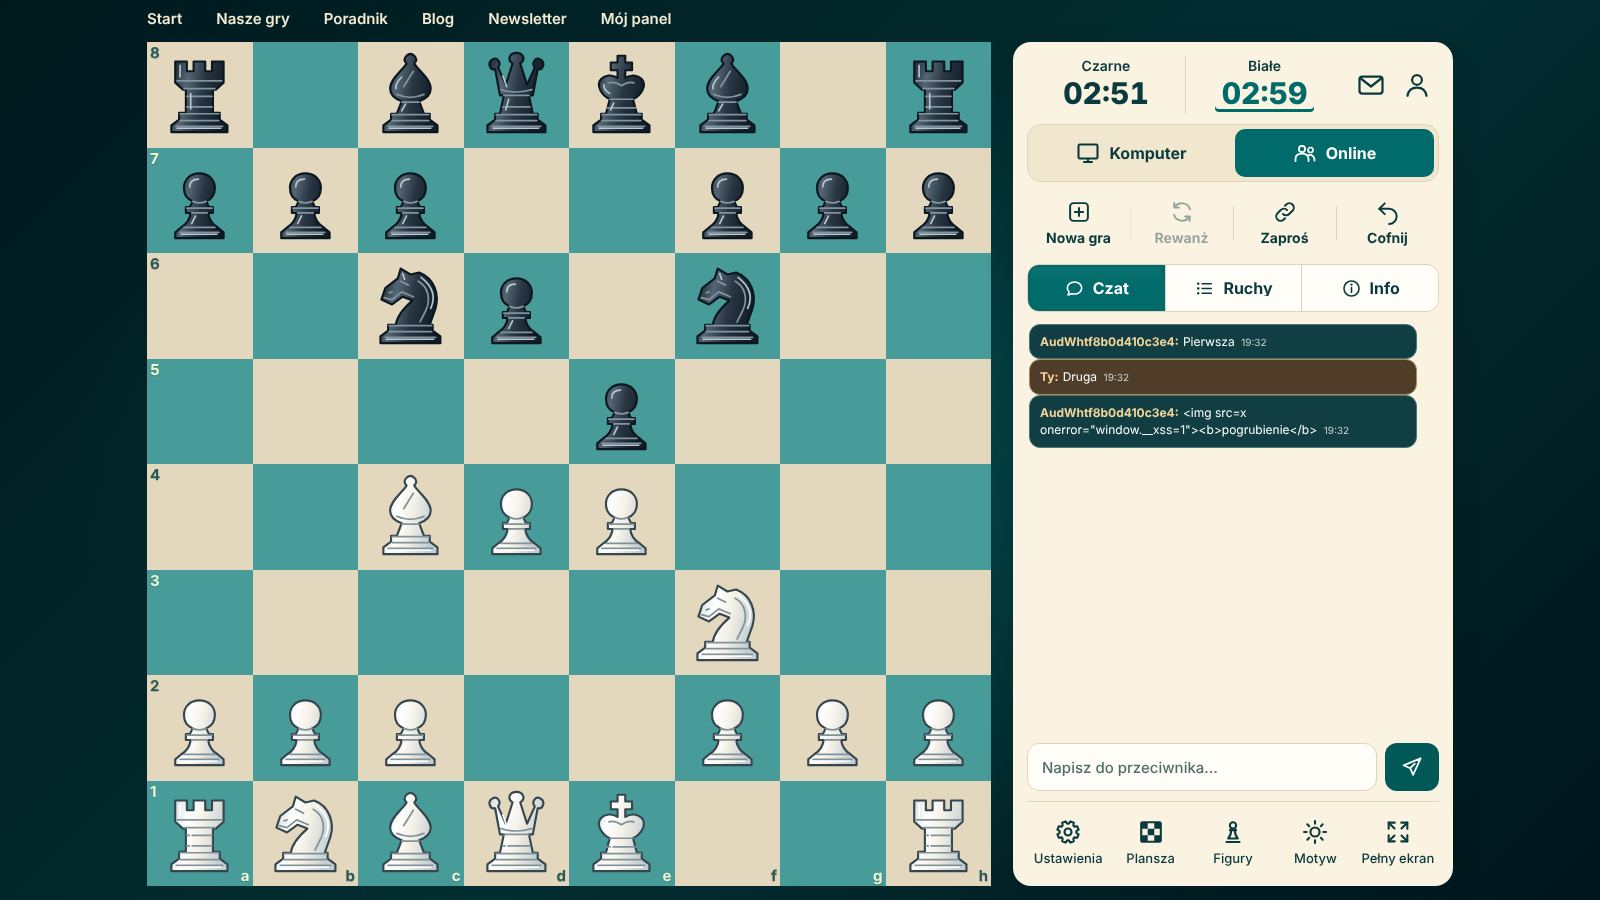 Start Nasze gry Poradnik Blog Newsletter Mój panel
8
7
6
5
4
3
2
1
a b c d e f g h
Czarne Białe
02:51 02:59
Komputer Online
Nowa gra Rewanż Zaproś Cofnij
Czat Ruchy Info
AudWhtf8b0d410c3e4: Pierwsza 19:32
Ty: Druga 19:32
AudWhtf8b0d410c3e4: <img src=x
onerror="window.__xss=1"><b>pogrubienie</b> 19:32
Napisz do przeciwnika...
Ustawienia Plansza Figury Motyw Pełny ekran